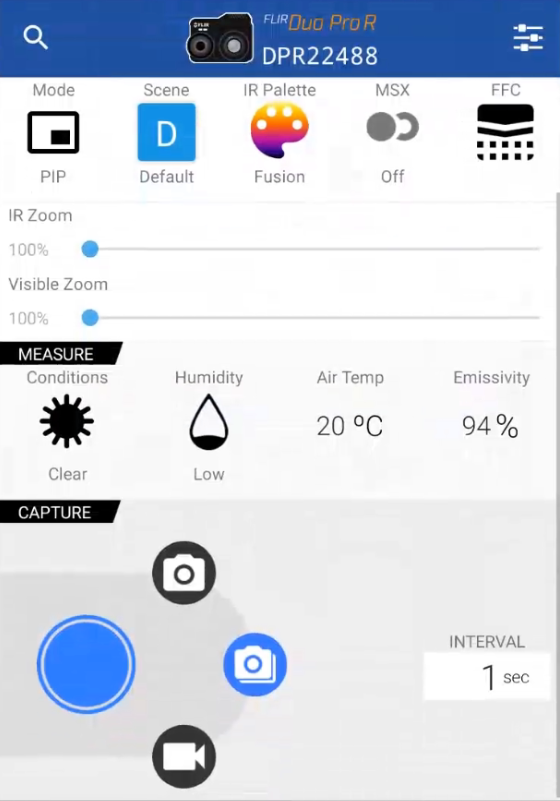 FLIR Duo Pro R
DPR22488
Mode Scene IR Palette MSX FFC
D
PIP Default Fusion Off
IR Zoom
100%
Visible Zoom
100%
MEASURE
Conditions Humidity Air Temp Emissivity
20 ºC 94 %
Clear Low
CAPTURE
INTERVAL
1 sec